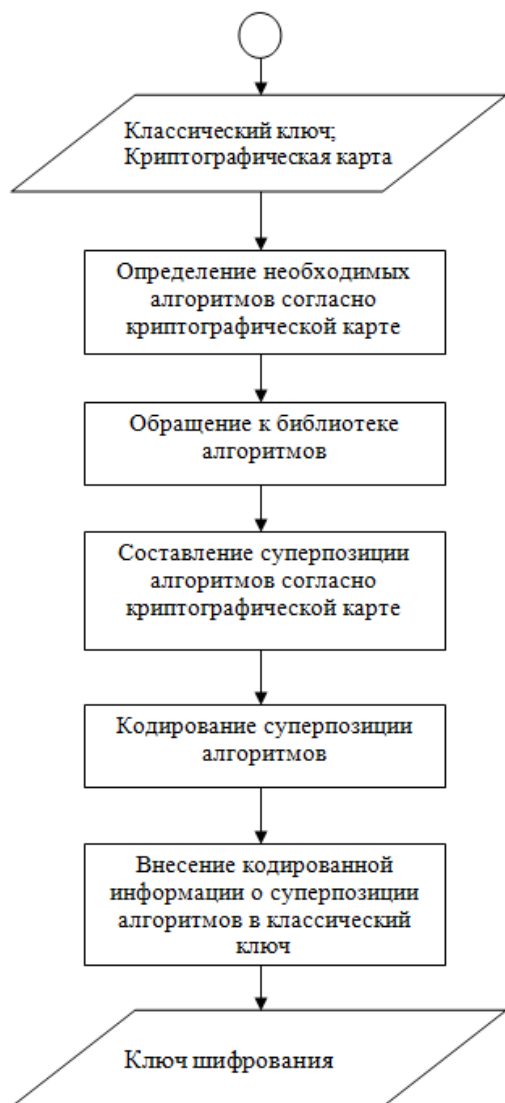 Классический ключ;
Криптографическая карта
Определение необходимых
алгоритмов согласно
криптографической карте
Обращение к библиотеке
алгоритмов
Составление суперпозиции
алгоритмов согласно
криптографической карте
Кодирование суперпозиции
алгоритмов
Внесение кодированной
информации о суперпозиции
алгоритмов в классический
ключ
Ключ шифрования